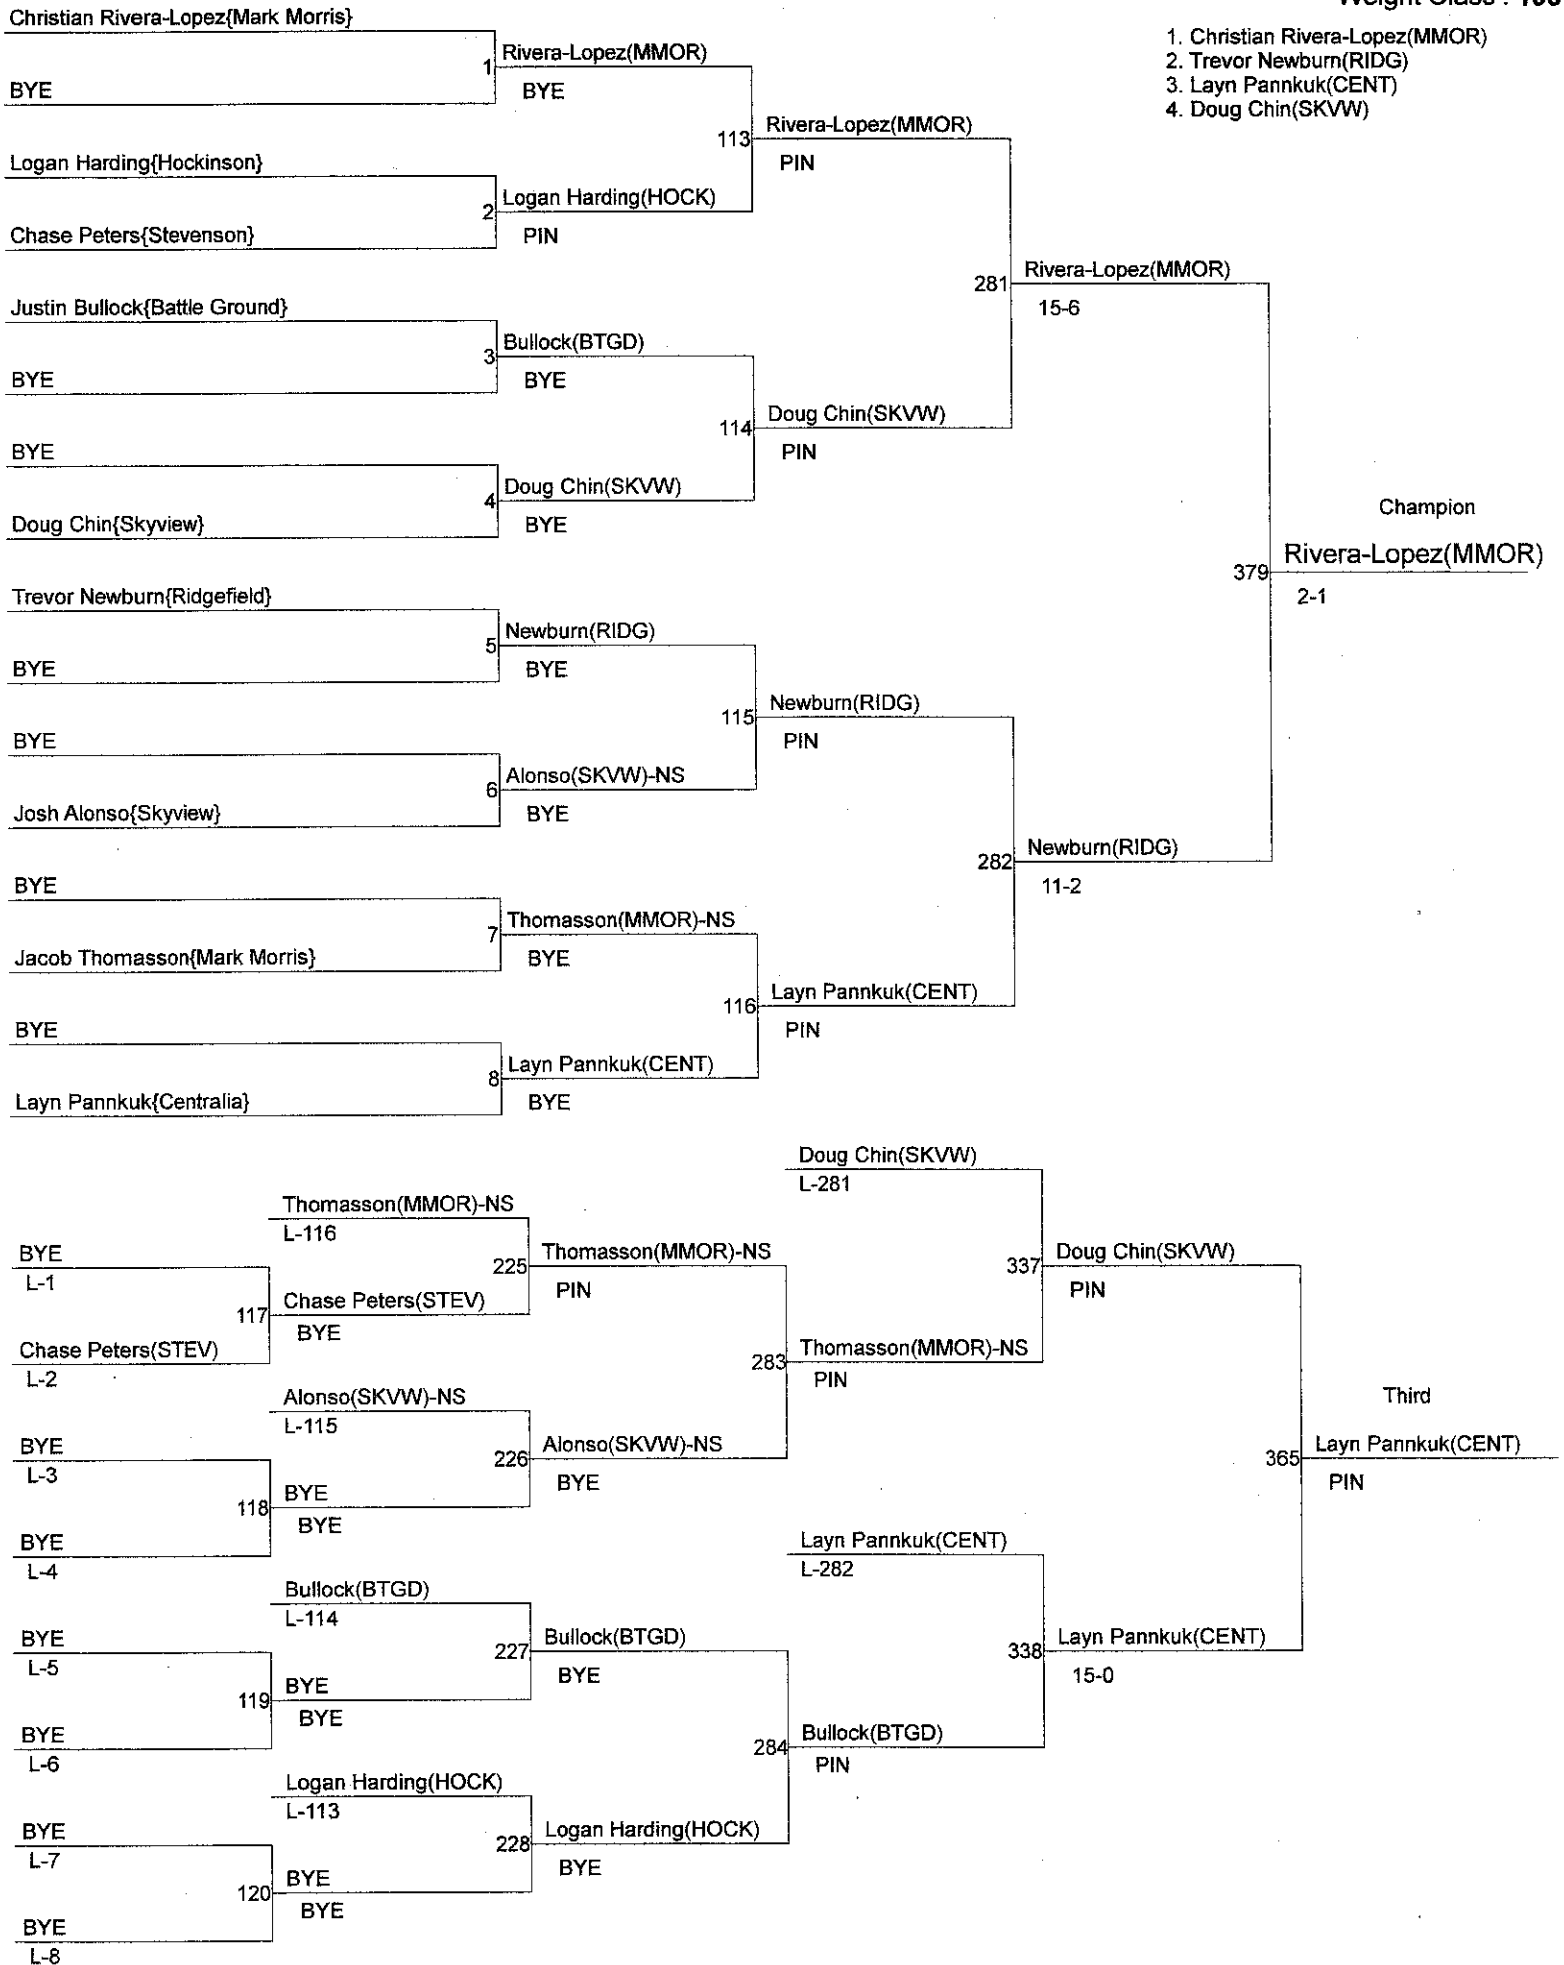 Christian Rivera-Lopez{Mark Morris}
1. Christian Rivera-Lopez(MMOR)
2. Trevor Newburn(RIDG)
3. Layn Pannkuk(CENT)
4. Doug Chin(SKVW)
1
Rivera-Lopez(MMOR)
BYE
BYE
113
Rivera-Lopez(MMOR)
PIN
Logan Harding{Hockinson}
2
Logan Harding(HOCK)
PIN
Chase Peters{Stevenson}
281
Rivera-Lopez(MMOR)
15-6
Justin Bullock{Battle Ground}
3
Bullock(BTGD)
BYE
BYE
114
Doug Chin(SKVW)
PIN
BYE
4
Doug Chin(SKVW)
BYE
Doug Chin{Skyview}
Champion
379
Rivera-Lopez(MMOR)
2-1
Trevor Newburn{Ridgefield}
5
Newburn(RIDG)
BYE
BYE
115
Newburn(RIDG)
PIN
BYE
6
Alonso(SKVW)-NS
BYE
Josh Alonso{Skyview}
282
Newburn(RIDG)
11-2
BYE
7
Thomasson(MMOR)-NS
BYE
Jacob Thomasson{Mark Morris}
116
Layn Pannkuk(CENT)
PIN
BYE
8
Layn Pannkuk(CENT)
BYE
Layn Pannkuk{Centralia}
Doug Chin(SKVW)
L-281
Thomasson(MMOR)-NS
L-116
BYE
L-1
225
Thomasson(MMOR)-NS
PIN
337
Doug Chin(SKVW)
PIN
117
Chase Peters(STEV)
BYE
Chase Peters(STEV)
L-2
283
Thomasson(MMOR)-NS
PIN
Alonso(SKVW)-NS
L-115
Third
BYE
L-3
226
Alonso(SKVW)-NS
BYE
365
Layn Pannkuk(CENT)
PIN
118
BYE
BYE
BYE
L-4
Layn Pannkuk(CENT)
L-282
Bullock(BTGD)
L-114
BYE
L-5
227
Bullock(BTGD)
BYE
338
Layn Pannkuk(CENT)
15-0
119
BYE
BYE
BYE
L-6
284
Bullock(BTGD)
PIN
Logan Harding(HOCK)
L-113
BYE
L-7
228
Logan Harding(HOCK)
BYE
120
BYE
BYE
BYE
L-8